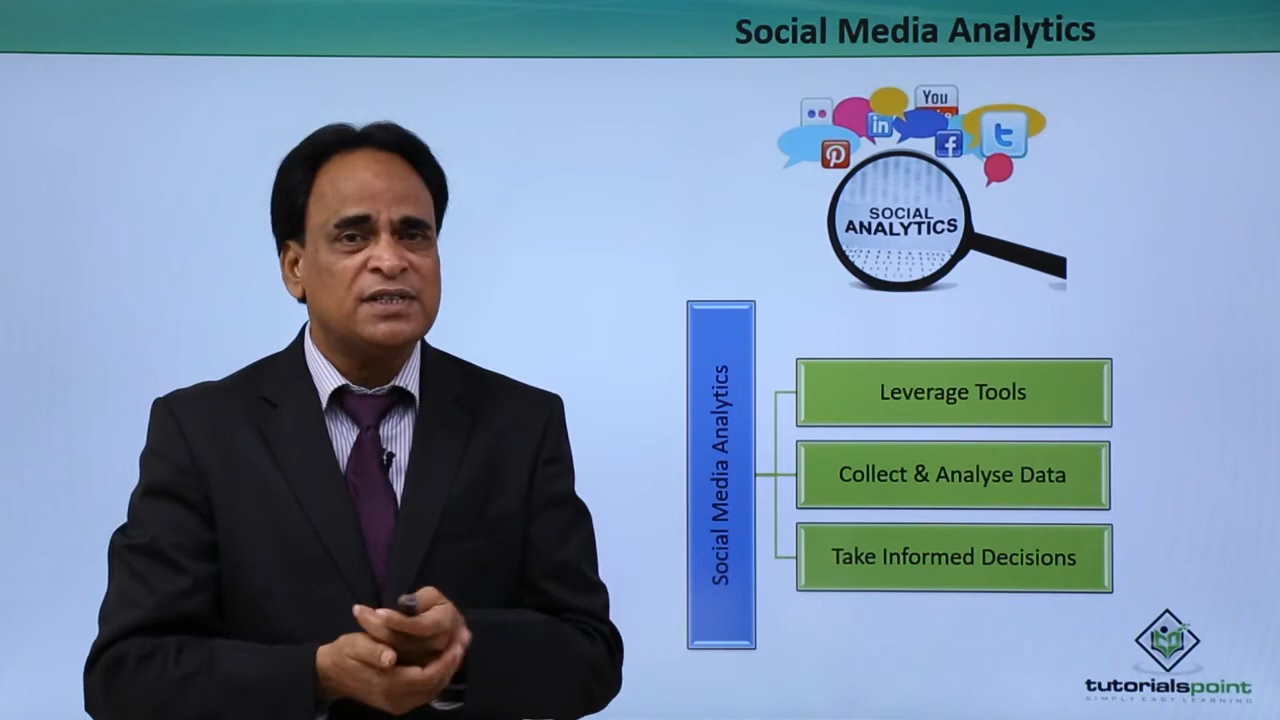 Social Media Analytics
You
in
f
t
SOCIAL
ANALYTICS
Social Media Analytics
Leverage Tools
Collect & Analyse Data
Take Informed Decisions
tutorialspoint
SIMPLY EASY LEARNING